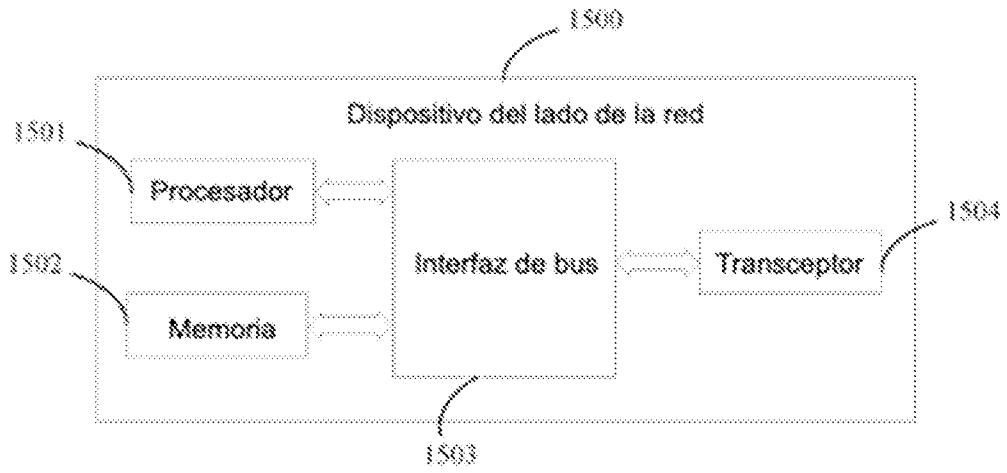 1500
Dispositivo del lado de la red
1501
Procesador
1504
Interfaz de bus
Transceptor
1502
Memoria
1503